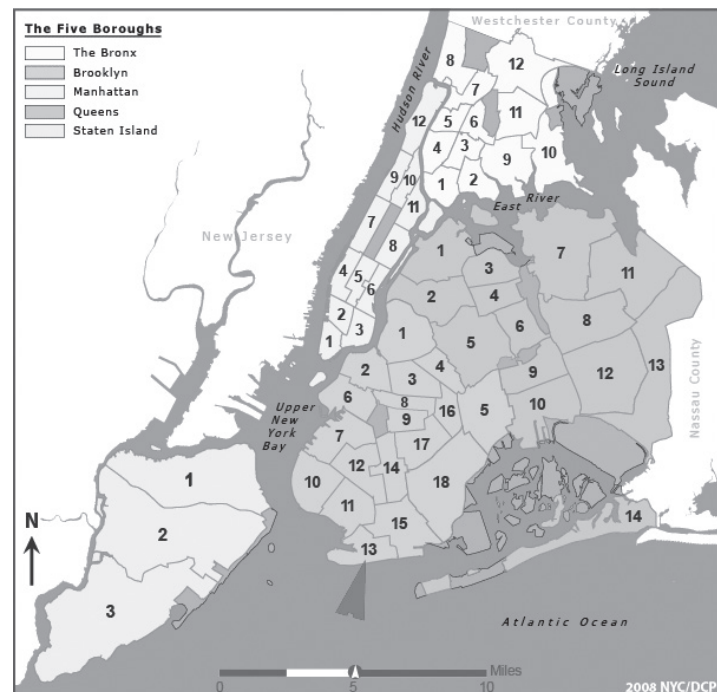 The Five Boroughs
The Bronx
Brooklyn
Manhattan
Queens
Staten Island
Westchester County
Hudson River
Long Island
Sound
New Jersey
East River
Nassau County
Upper
New
York
Bay
Atlantic Ocean
N
8
12
7
11
5
6
4
3
9
10
1
2
12
9
10
11
7
8
4
5
6
2
3
1
1
3
7
11
2
4
8
5
6
9
12
13
10
14
1
2
3
4
6
8
9
16
5
7
17
12
14
18
10
11
15
13
1
2
3
0
5
10
Miles
2008 NYC/DCP